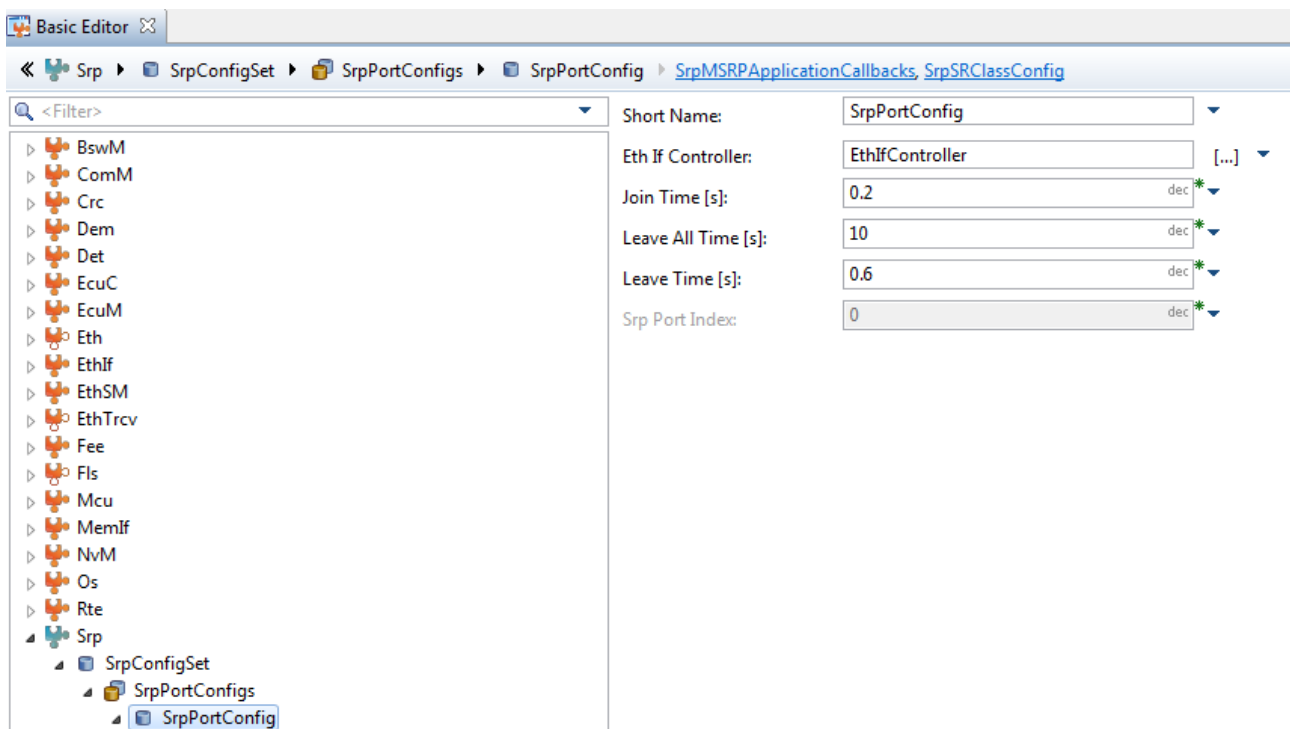 Basic Editor
Srp SrpConfigSet SrpPortConfigs SrpPortConfig SrpMSRPApplicationCallbacks, SrpSRClassConfig
<Filter>
BswM
ComM
Crc
Dem
Det
EcuC
EcuM
Eth
EthIf
EthSM
EthTrcv
Fee
Fls
Mcu
MemIf
NvM
Os
Rte
Srp
SrpConfigSet
SrpPortConfigs
SrpPortConfig
Short Name: SrpPortConfig
Eth If Controller: EthIfController [...]
Join Time [s]: 0.2 dec
Leave All Time [s]: 10 dec
Leave Time [s]: 0.6 dec
Srp Port Index: 0 dec